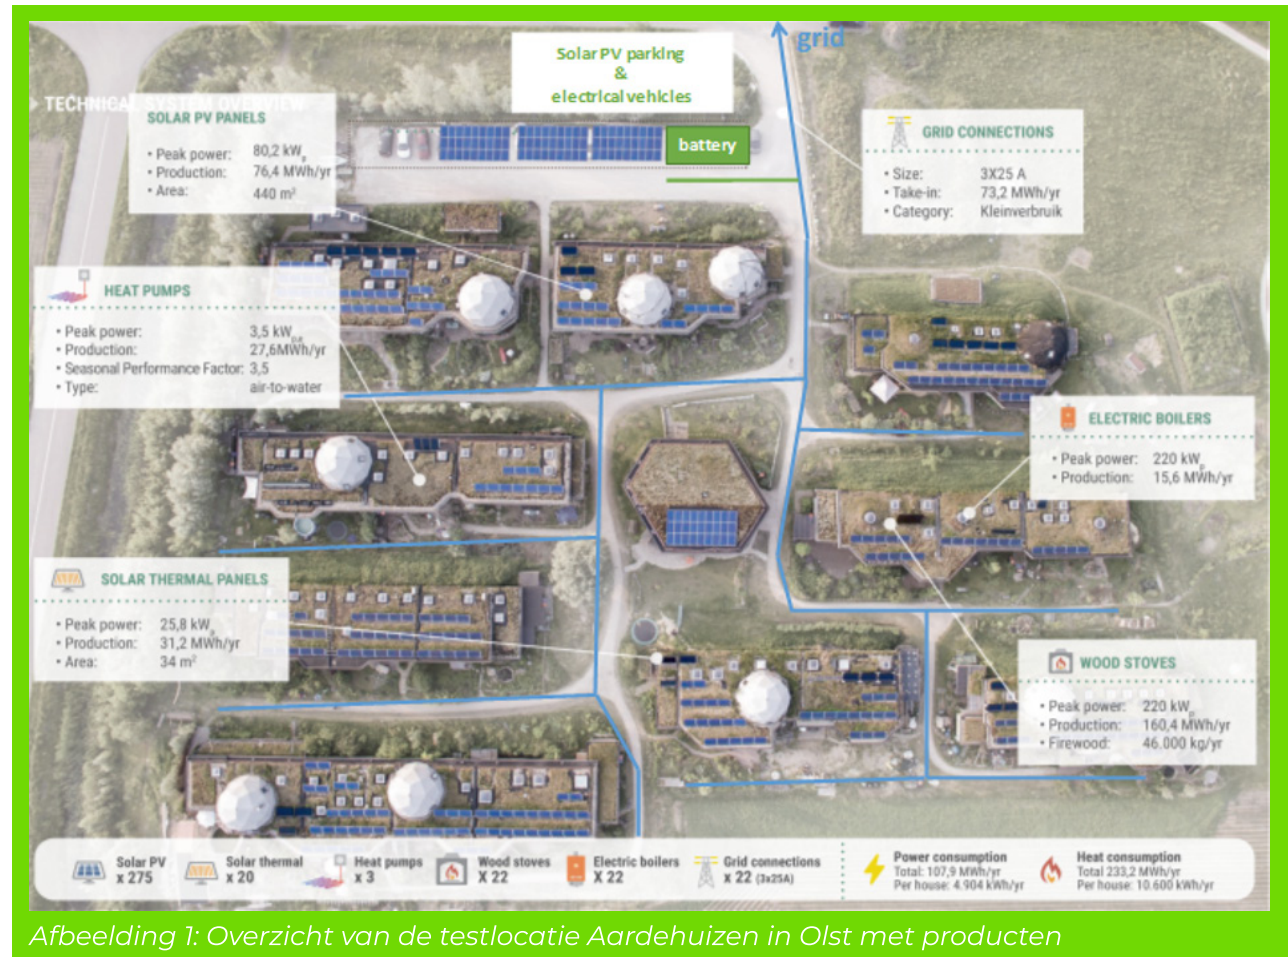 grid
Solar PV parking
&
electrical vehicles
TECHNICAL SYSTEM OVERVIEW
SOLAR PV PANELS
• Peak power: 80,2 kWp
• Production: 76,4 MWh/yr
• Area: 440 m²
battery
GRID CONNECTIONS
• Size: 3X25 A
• Take-in: 73,2 MWh/yr
• Category: Kleinverbruik
HEAT PUMPS
• Peak power: 3,5 kW
• Production: 27,6MWh/yr
• Seasonal Performance Factor: 3,5
• Type: air-to-water
ELECTRIC BOILERS
• Peak power: 220 kWp
• Production: 15,6 MWh/yr
SOLAR THERMAL PANELS
• Peak power: 25,8 kWp
• Production: 31,2 MWh/yr
• Area: 34 m²
WOOD STOVES
• Peak power: 220 kWp
• Production: 160,4 MWh/yr
• Firewood: 46.000 kg/yr
Solar PV
x 275
Solar thermal
x 20
Heat pumps
x 3
Wood stoves
X 22
Electric boilers
X 22
Grid connections
x 22 (3x25A)
Power consumption
Total: 107,9 MWh/yr
Per house: 4.904 kWh/yr
Heat consumption
Total 233,2 MWh/yr
Per house: 10.600 kWh/yr
Afbeelding 1: Overzicht van de testlocatie Aardehuizen in Olst met producten